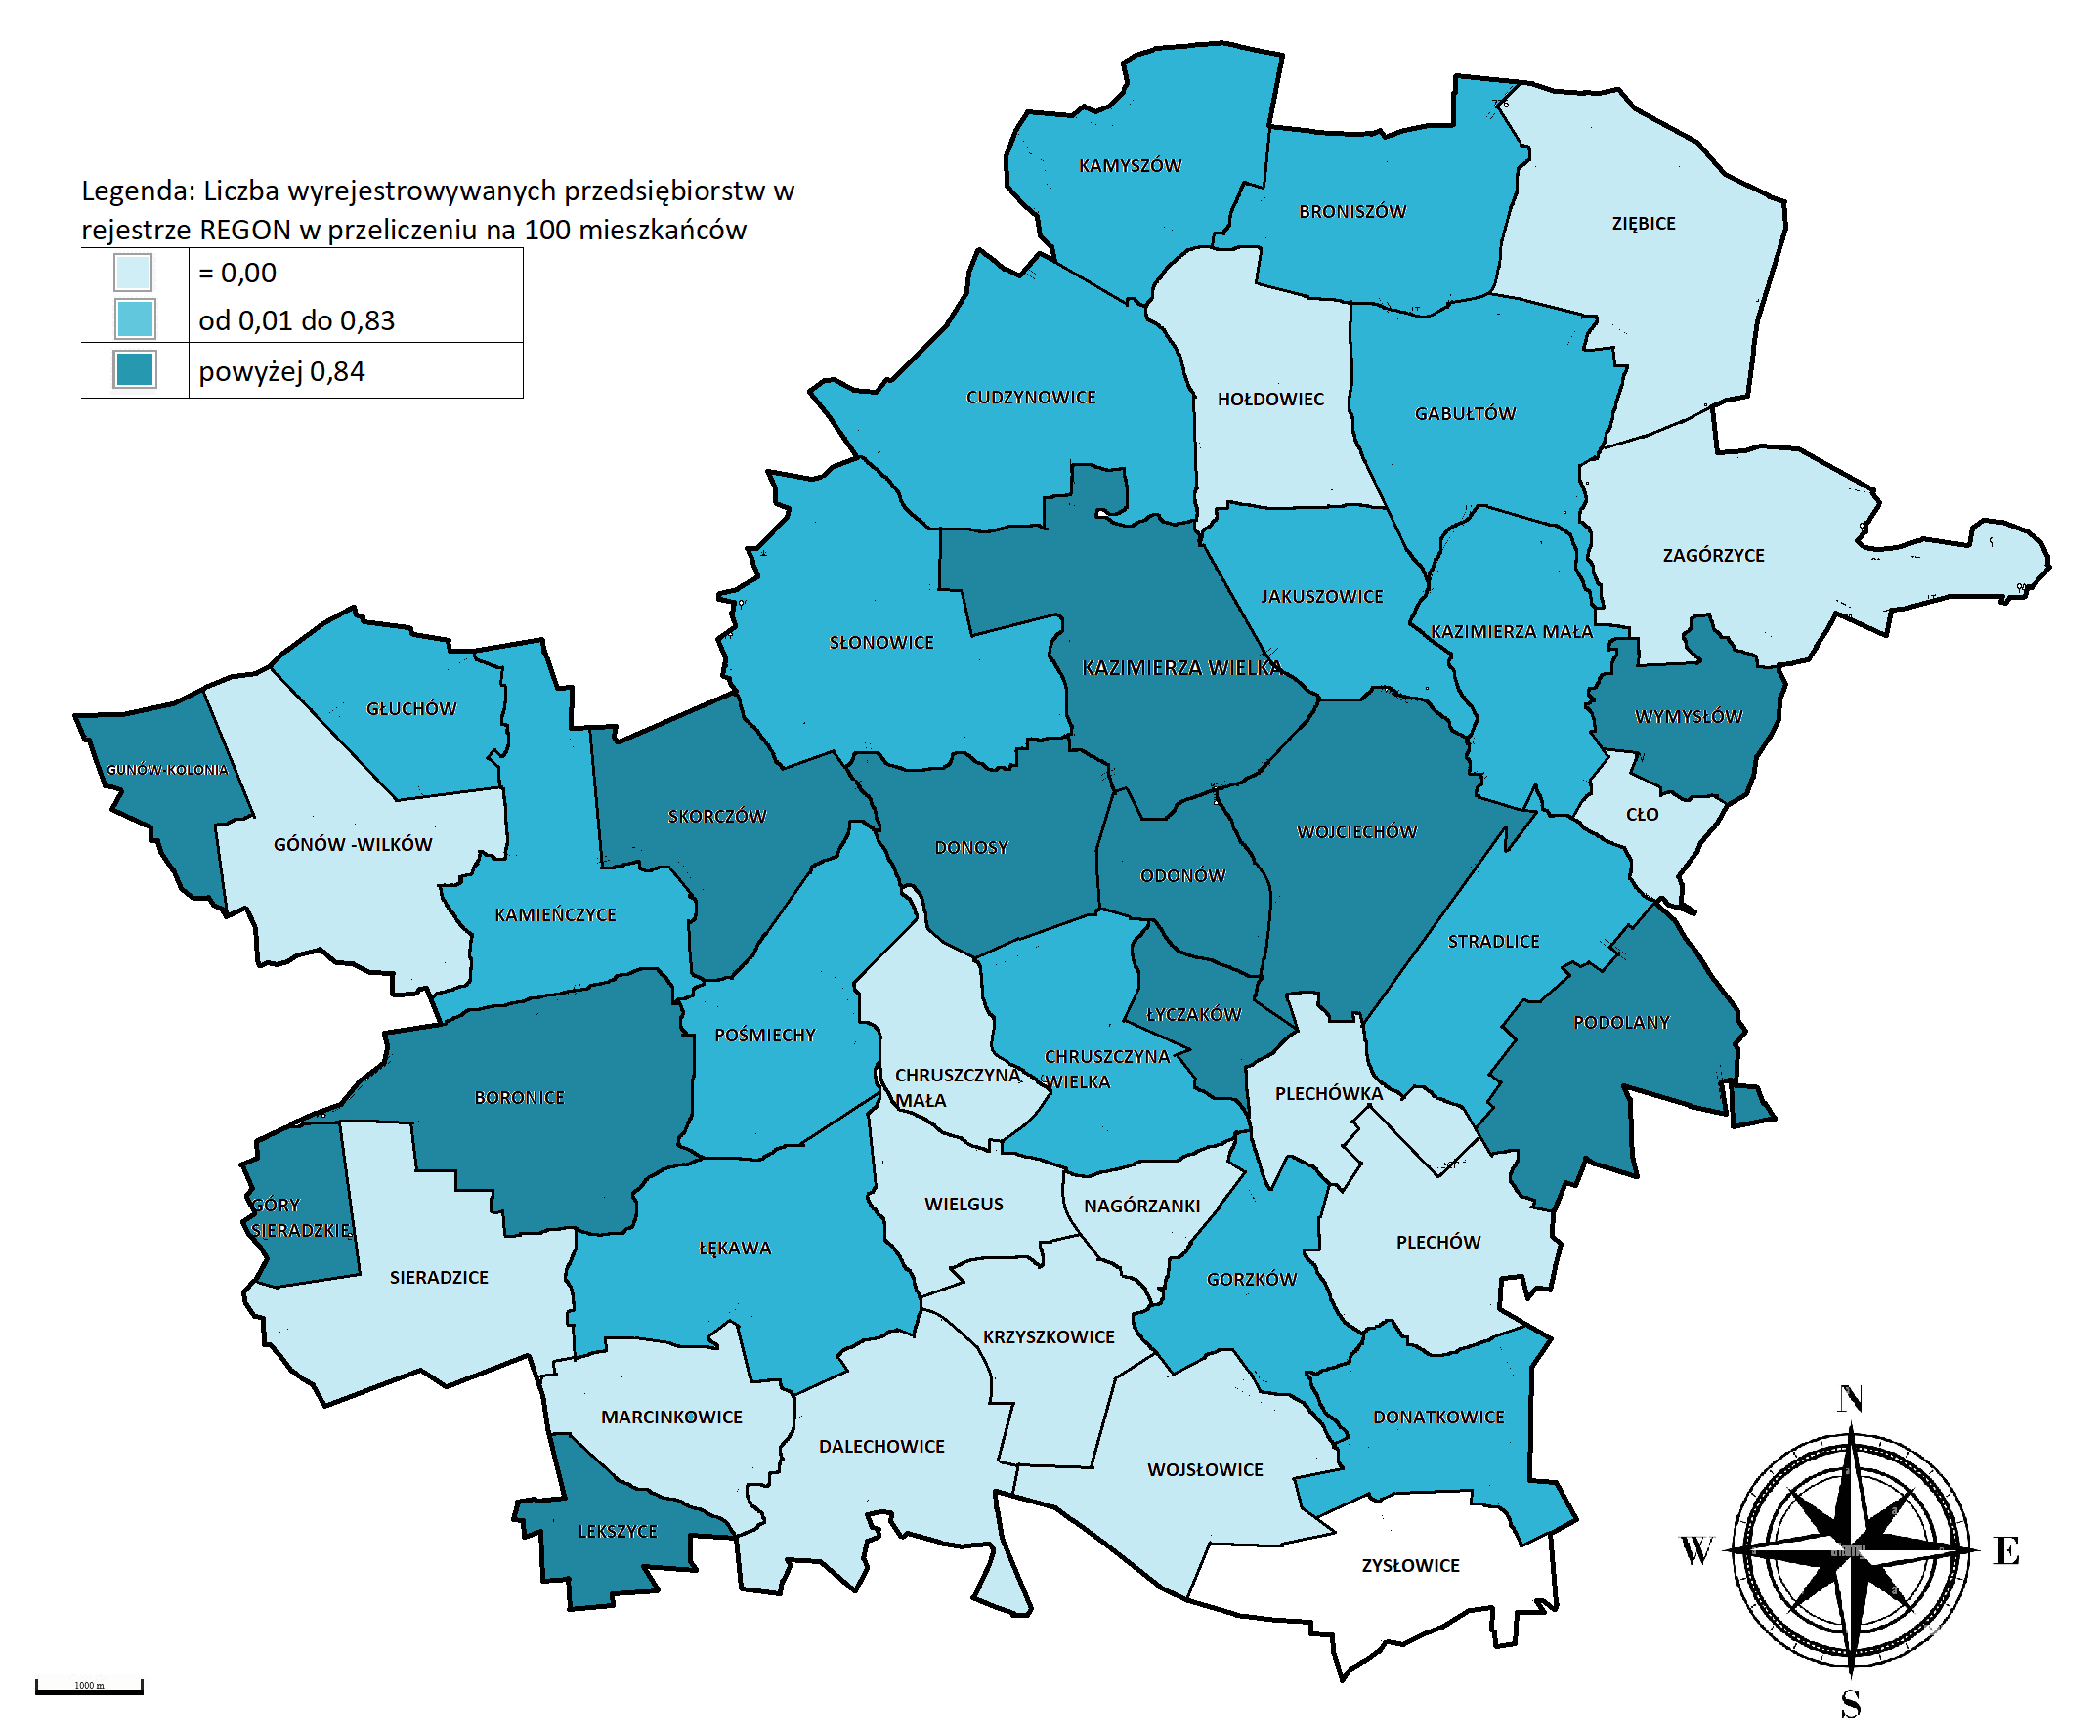 Legenda: Liczba wyrejestrowywanych przedsiębiorstw w
rejestrze REGON w przeliczeniu na 100 mieszkańców
= 0,00
od 0,01 do 0,83
powyżej 0,84
KAMYSZÓW
BRONISZÓW
ZIĘBICE
CUDZYNOWICE
HOŁDOWIEC
GABUŁTÓW
ZAGÓRZYCE
JAKUSZOWICE
KAZIMIERZA MAŁA
SŁONOWICE
KAZIMIERZA WIELKA
GŁUCHÓW
WYMYSŁÓW
GUNÓW-KOLONIA
SKORCZÓW
CŁO
WOJCIECHÓW
GÓNÓW -WILKÓW
DONOSY
ODONÓW
KAMIEŃCZYCE
STRADLICE
ŁYCZAKÓW
PODOLANY
POŚMIECHY
CHRUSZCZYNA
WIELKA
CHRUSZCZYNA
MAŁA
PLECHÓWKA
BORONICE
GÓRY
SIERADZKIE
WIELGUS
NAGÓRZANKI
PLECHÓW
ŁĘKAWA
SIERADZICE
GORZKÓW
KRZYSZKOWICE
MARCINKOWICE
DONATKOWICE
DALECHOWICE
WOJSŁOWICE
LEKSZYCE
ZYSŁOWICE
N
W
E
S
1000 m